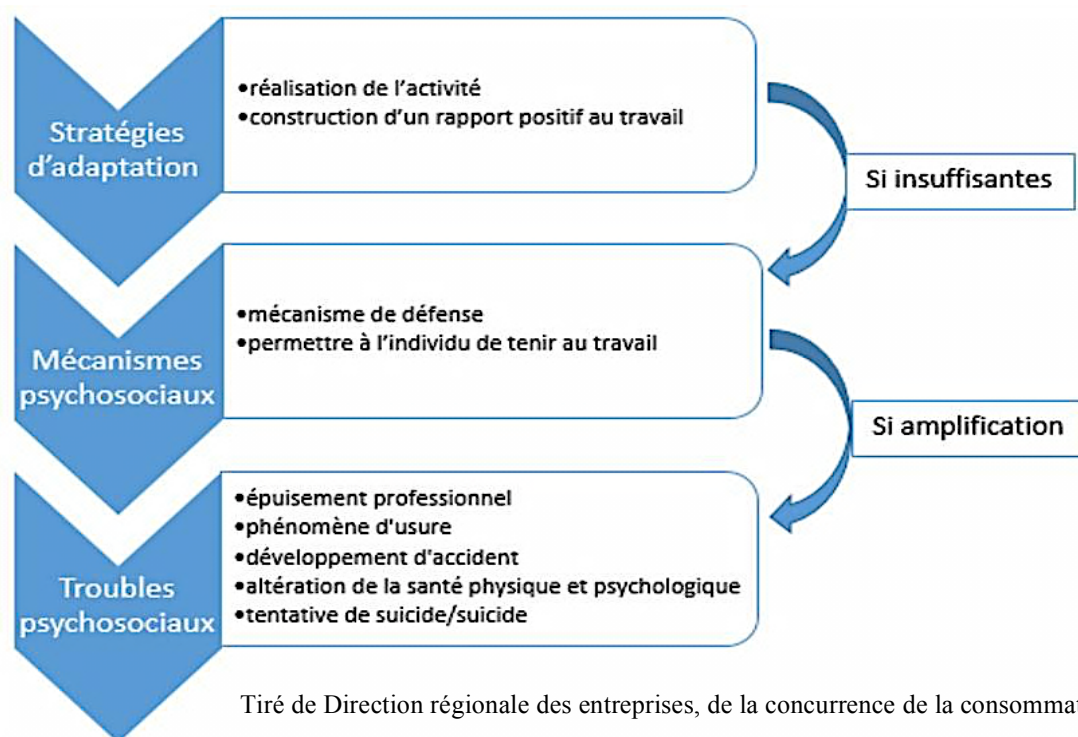 Stratégies
d'adaptation
•réalisation de l'activité
•construction d'un rapport positif au travail
Si insuffisantes
Mécanismes
psychosociaux
•mécanisme de défense
•permettre à l'individu de tenir au travail
Si amplification
Troubles
psychosociaux
•épuisement professionnel
•phénomène d'usure
•développement d'accident
•altération de la santé physique et psychologique
•tentative de suicide/suicide
Tiré de Direction régionale des entreprises, de la concurrence de la